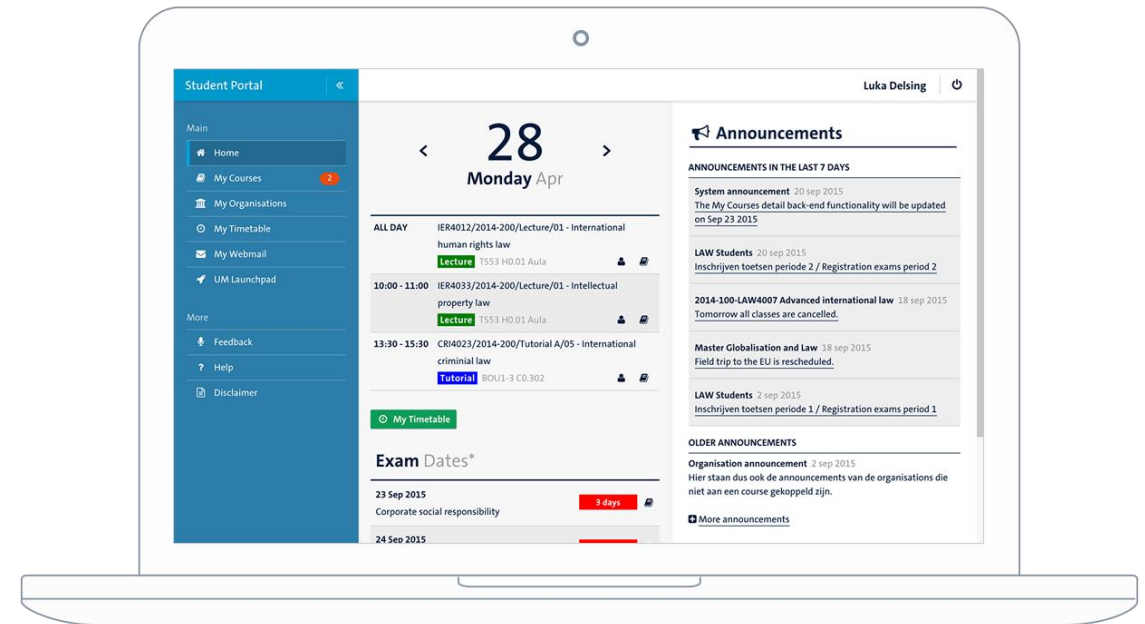 Student Portal «
Main
Home
My Courses 2
My Organisations
My Timetable
My Webmail
UM Launchpad
More
Feedback
? Help
Disclaimer
Luka Delsing
< 28 >
Monday Apr
ALL DAY IER4012/2014-200/Lecture/01 - International
human rights law
Lecture TS53 H0.01 Aula
10:00 - 11:00 IER4033/2014-200/Lecture/01 - Intellectual
property law
Lecture TS53 H0.01 Aula
13:30 - 15:30 CRI4023/2014-200/Tutorial A/05 - International
criminial law
Tutorial BOU1-3 C0.302
My Timetable
Exam Dates*
23 Sep 2015
3 days
Corporate social responsibility
24 Sep 2015
Announcements
ANNOUNCEMENTS IN THE LAST 7 DAYS
System announcement 20 sep 2015
The My Courses detail back-end functionality will be updated
on Sep 23 2015
LAW Students 20 sep 2015
Inschrijven toetsen periode 2 / Registration exams period 2
2014-100-LAW4007 Advanced international law 18 sep 2015
Tomorrow all classes are cancelled.
Master Globalisation and Law 18 sep 2015
Field trip to the EU is rescheduled.
LAW Students 2 sep 2015
Inschrijven toetsen periode 1 / Registration exams period 1
OLDER ANNOUNCEMENTS
Organisation announcement 2 sep 2015
Hier staan dus ook de announcements van de organisations die
niet aan een course gekoppeld zijn.
More announcements